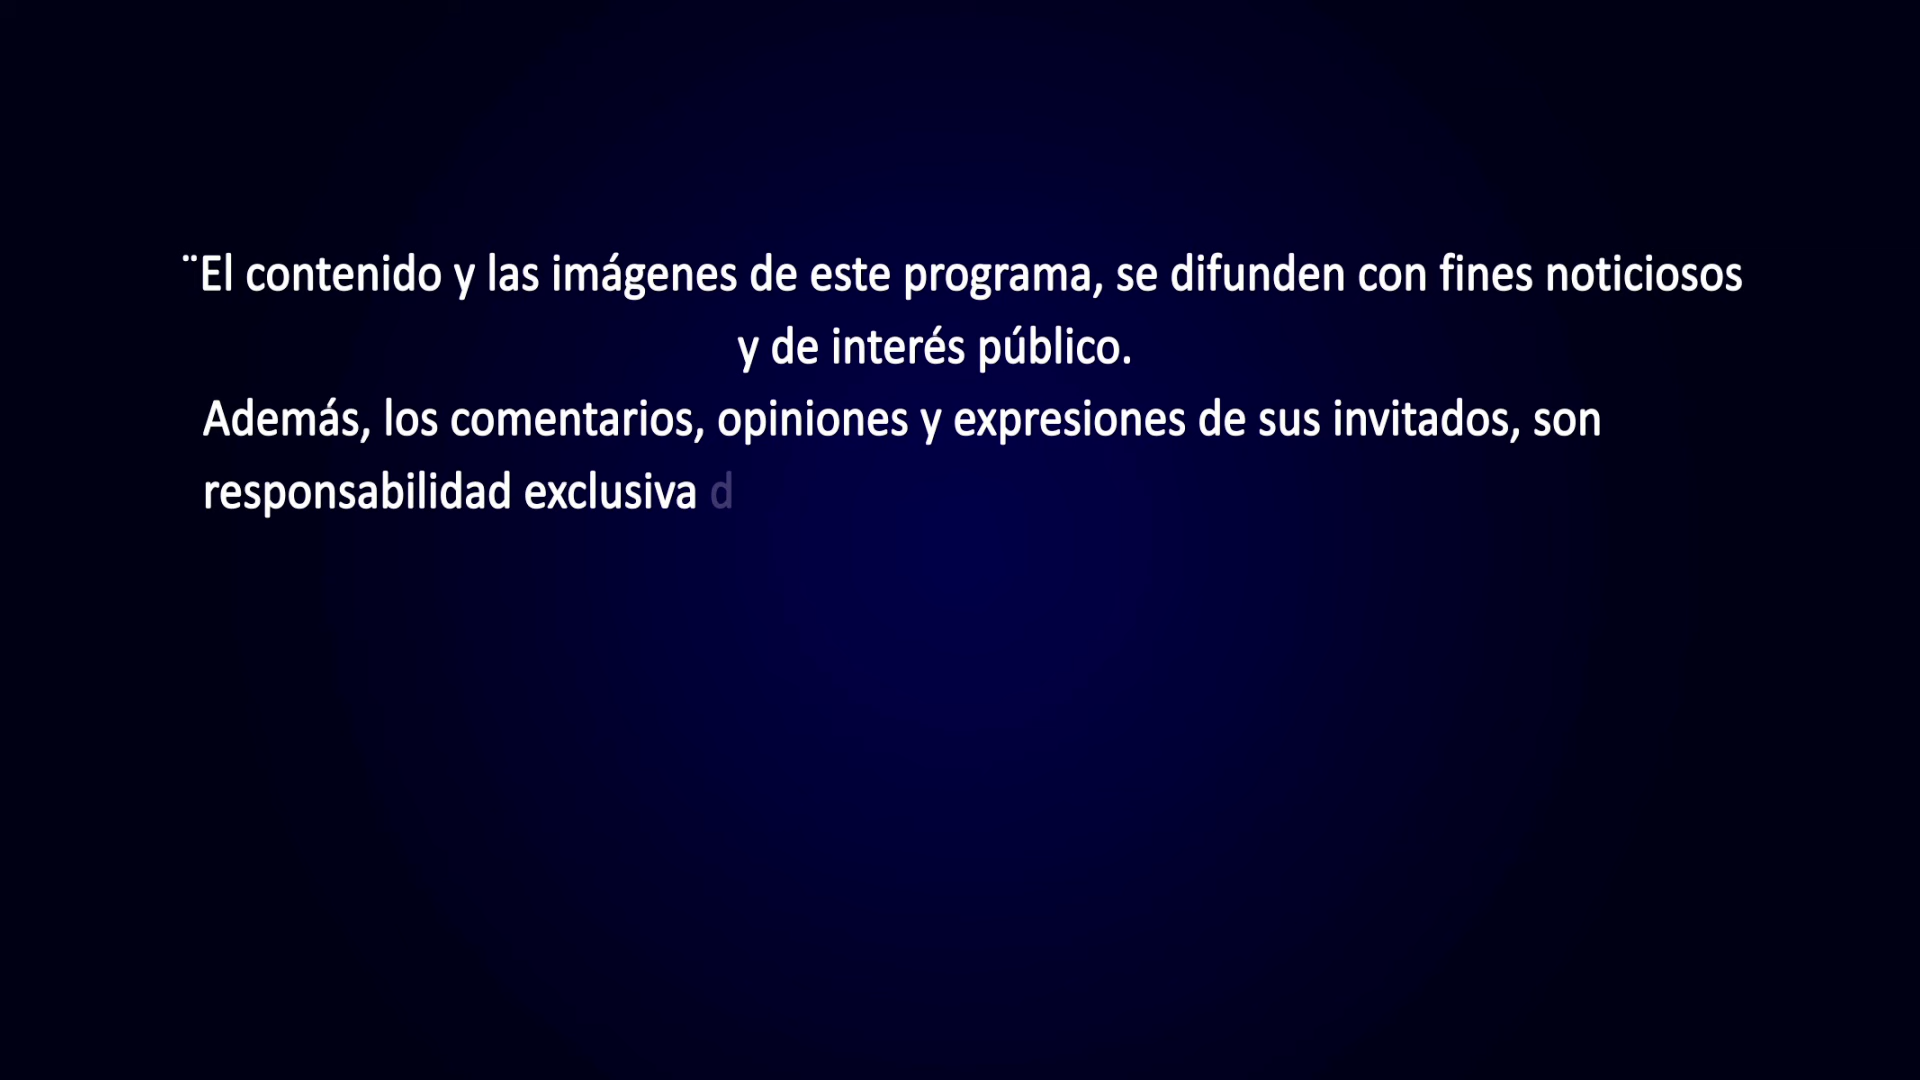 ¨El contenido y las imágenes de este programa, se difunden con fines noticiosos
y de interés público.
Además, los comentarios, opiniones y expresiones de sus invitados, son
responsabilidad exclusiva d